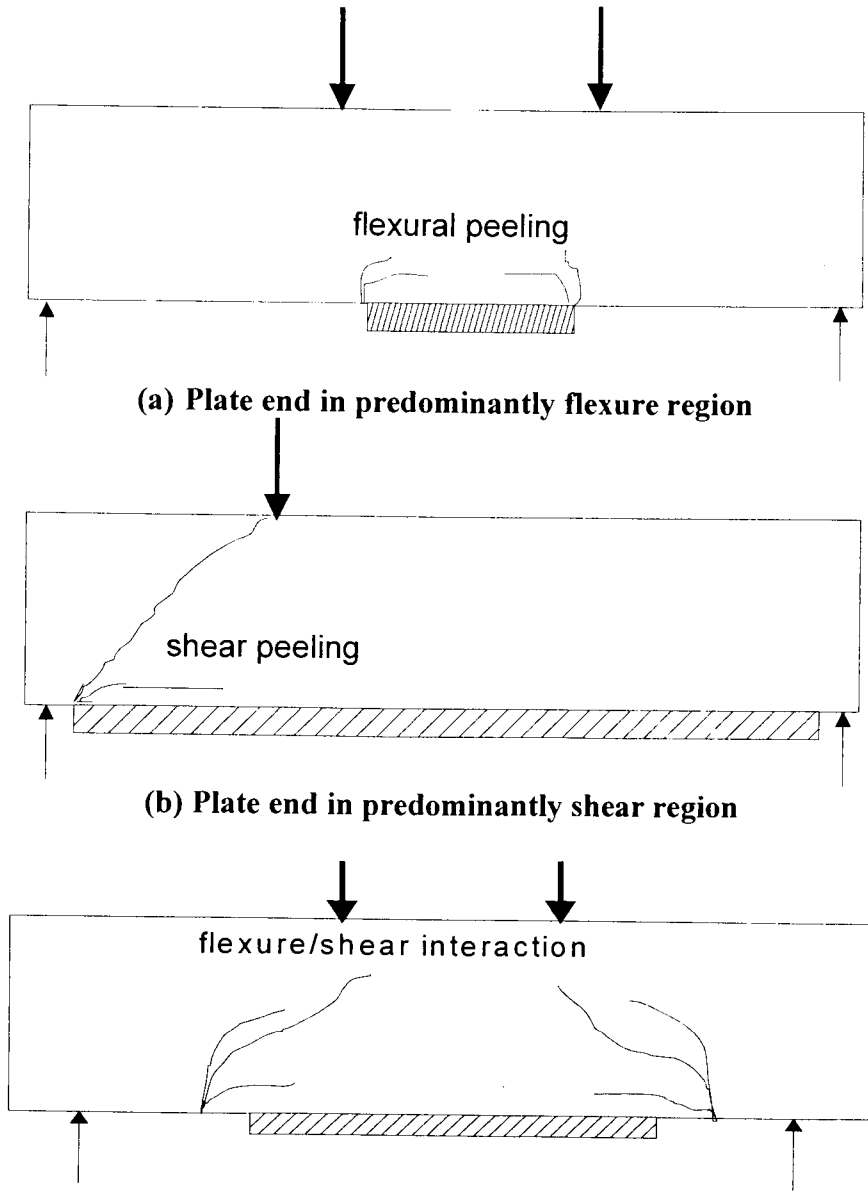 flexural peeling
(a) Plate end in predominantly flexure region
shear peeling
(b) Plate end in predominantly shear region
flexure/shear interaction